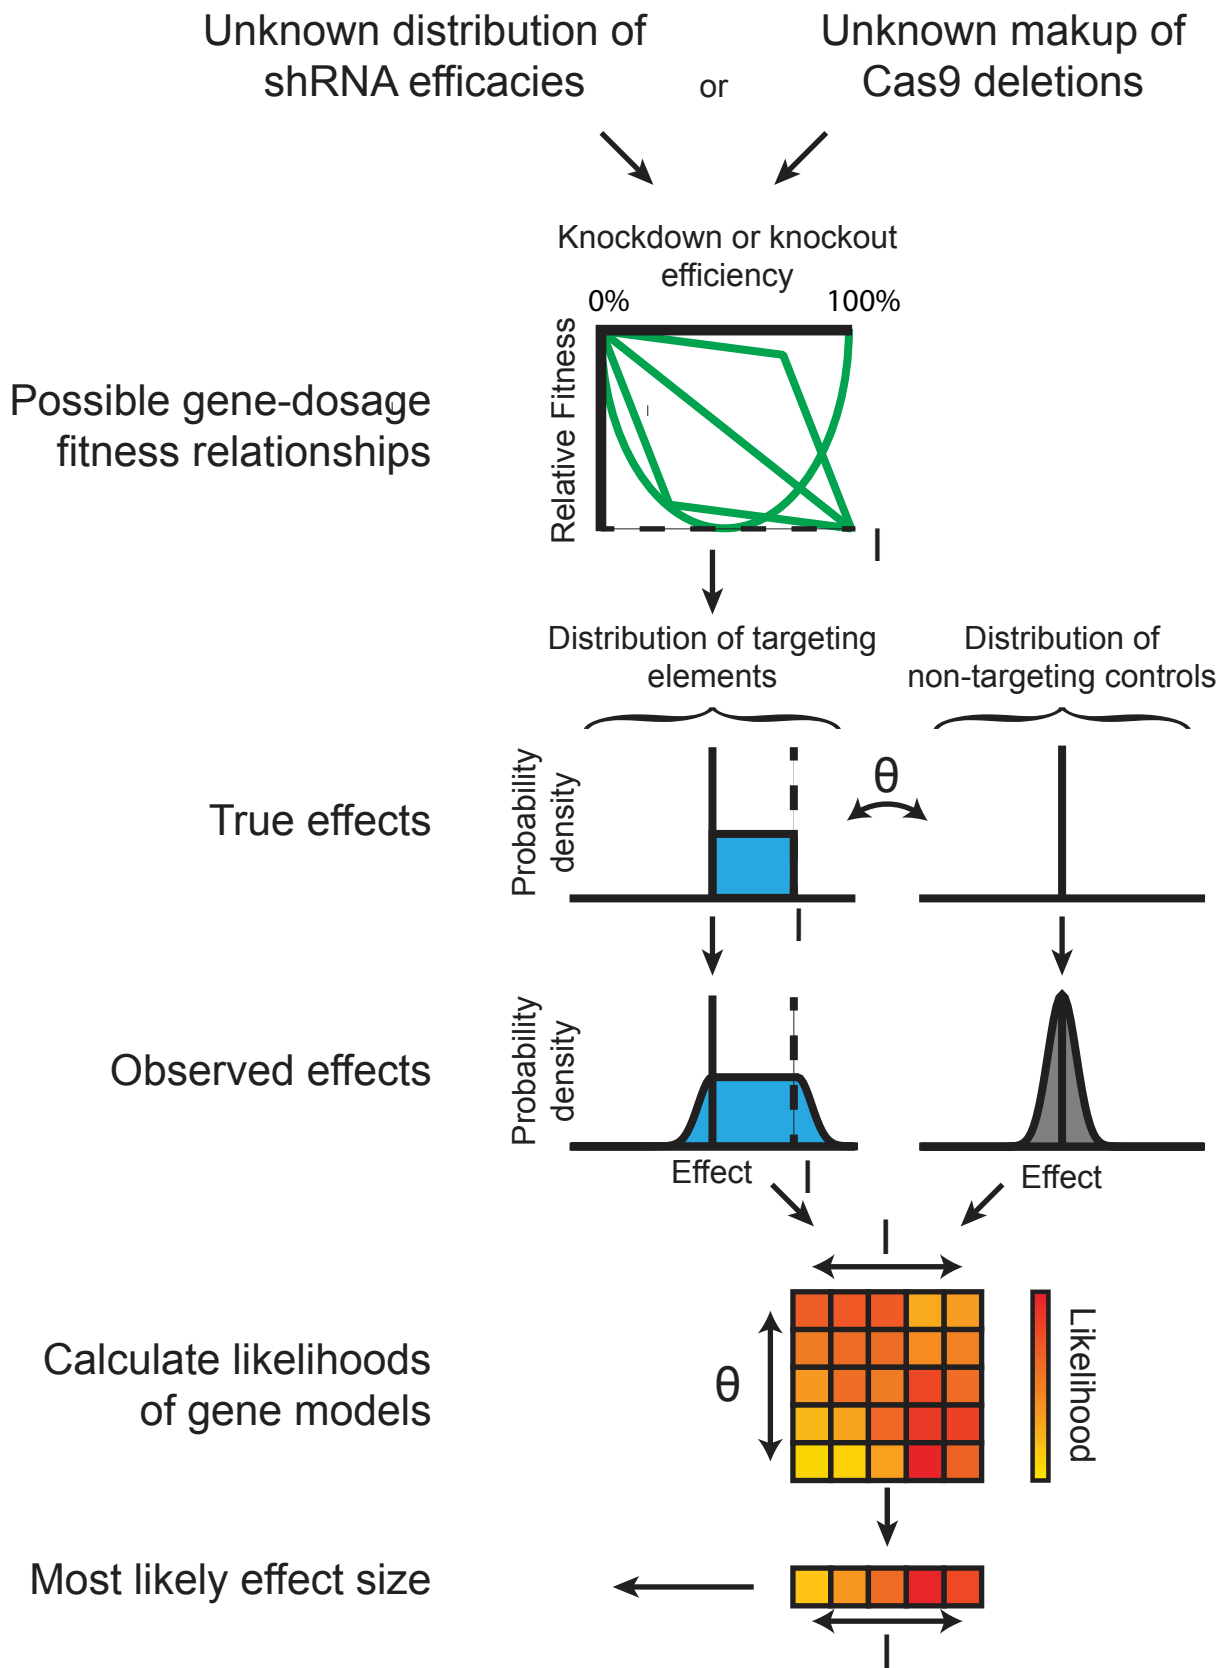 Unknown distribution of
shRNA efficacies
or
Unknown makup of
Cas9 deletions
Knockdown or knockout
efficiency
0%
100%
Relative Fitness
Possible gene-dosage
fitness relationships
I
Distribution of targeting
elements
Distribution of
non-targeting controls
Probability
density
θ
True effects
I
Probability
density
Observed effects
Effect
I
Effect
I
θ
Likelihood
Calculate likelihoods
of gene models
Most likely effect size
I